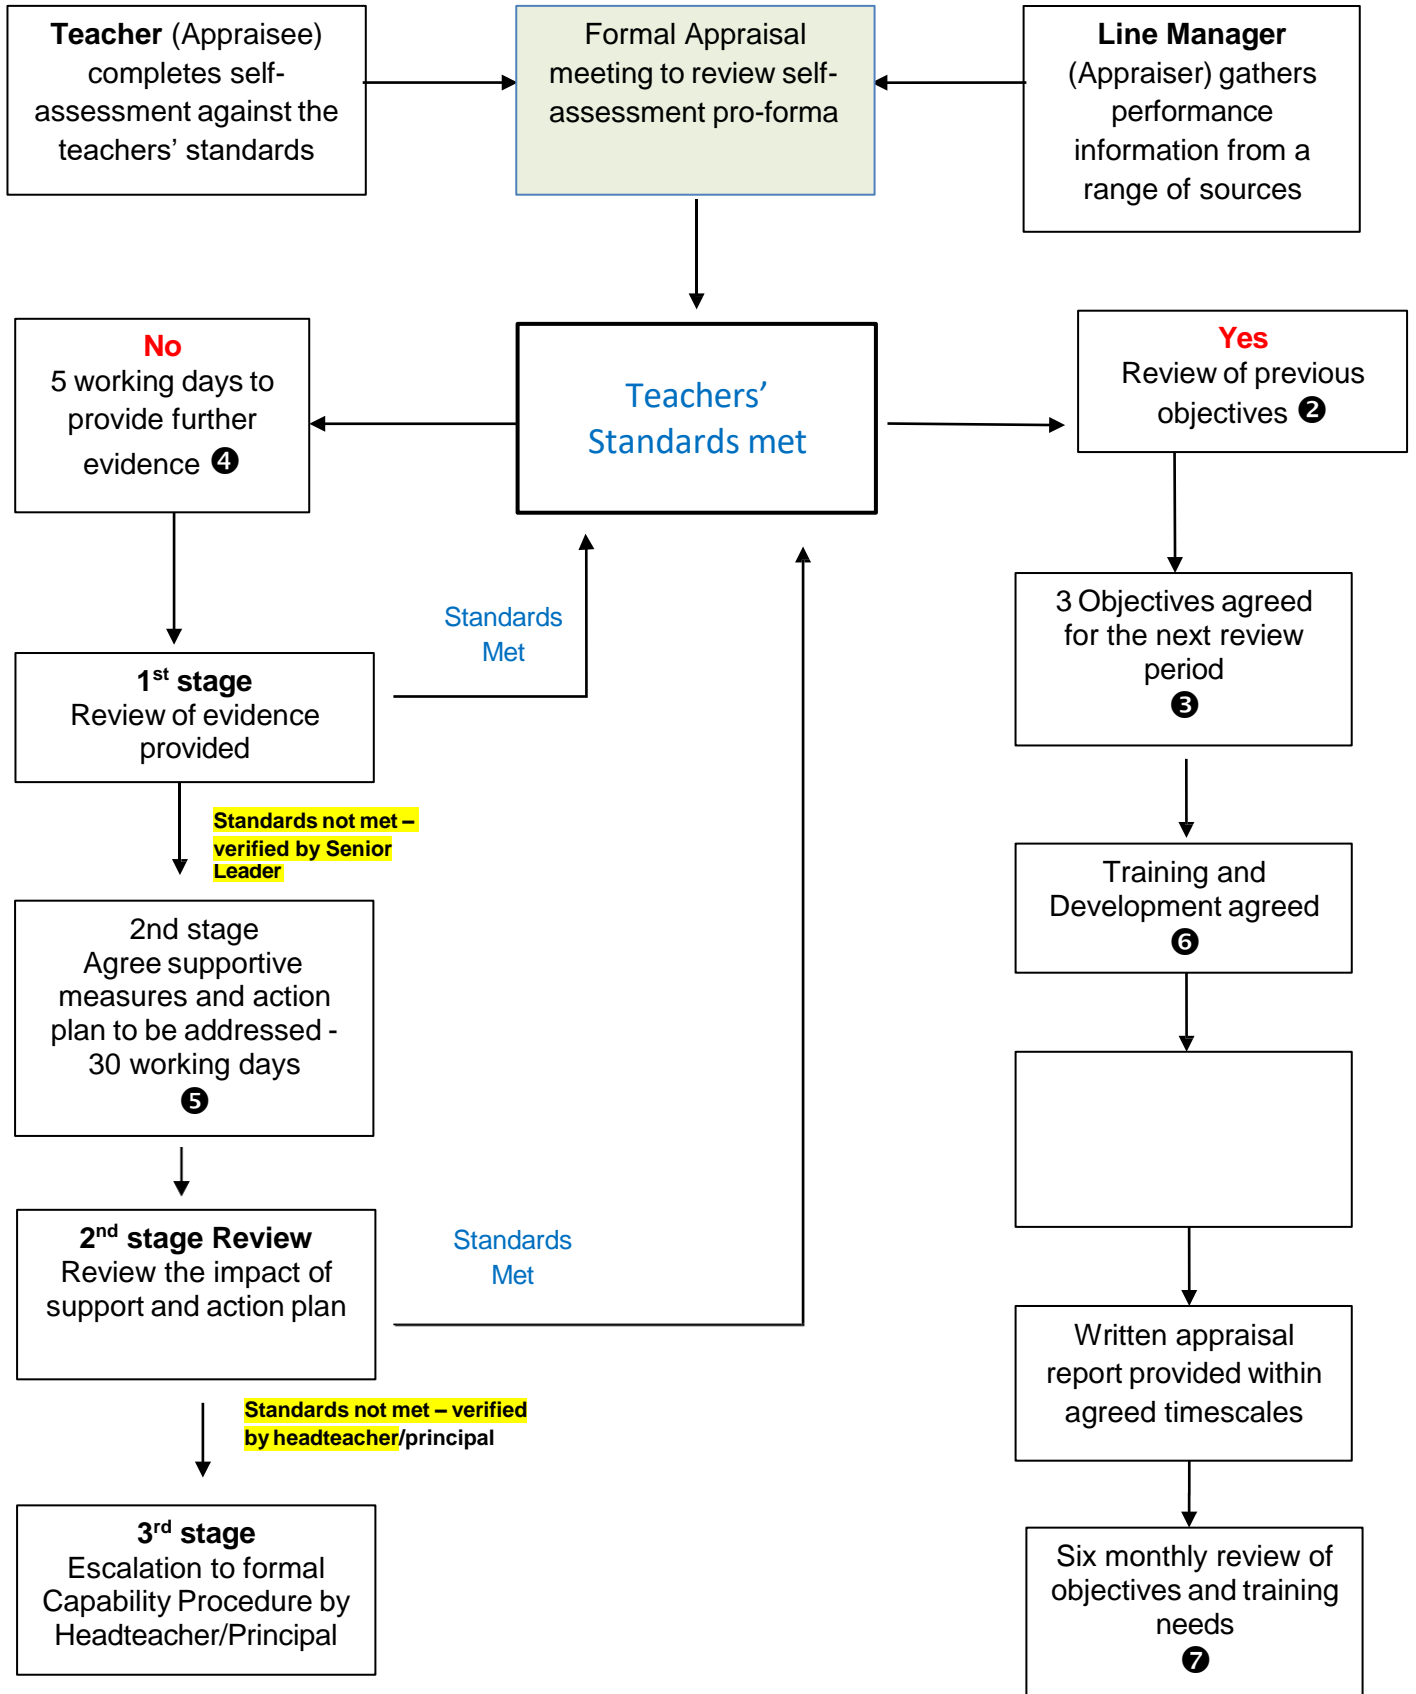 Teacher (Appraisee)
completes self-
assessment against the
teachers’ standards
Formal Appraisal
meeting to review self-
assessment pro-forma
Line Manager
(Appraiser) gathers
performance
information from a
range of sources
No
5 working days to
provide further
evidence ❹
Teachers’
Standards met
Yes
Review of previous
objectives ❷
Standards
Met
3 Objectives agreed
for the next review
period
❸
1st stage
Review of evidence
provided
Standards not met –
verified by Senior
Leader
Training and
Development agreed
❻
2nd stage
Agree supportive
measures and action
plan to be addressed -
30 working days
❺
2nd stage Review
Review the impact of
support and action plan
Standards
Met
Written appraisal
report provided within
agreed timescales
Standards not met – verified
by headteacher/principal
3rd stage
Escalation to formal
Capability Procedure by
Headteacher/Principal
Six monthly review of
objectives and training
needs
❼